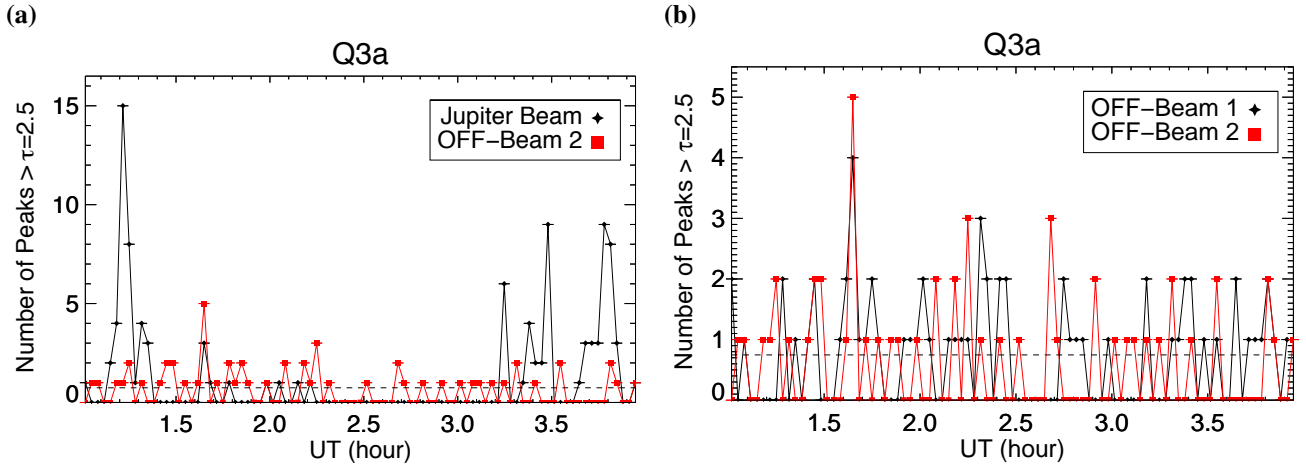 (a)
Q3a
Number of Peaks > τ=2.5
15
10
5
0
Jupiter Beam
OFF−Beam 2
1.5 2.0 2.5 3.0 3.5
UT (hour)
(b)
Q3a
Number of Peaks > τ=2.5
5
4
3
2
1
0
OFF−Beam 1
OFF−Beam 2
1.5 2.0 2.5 3.0 3.5
UT (hour)